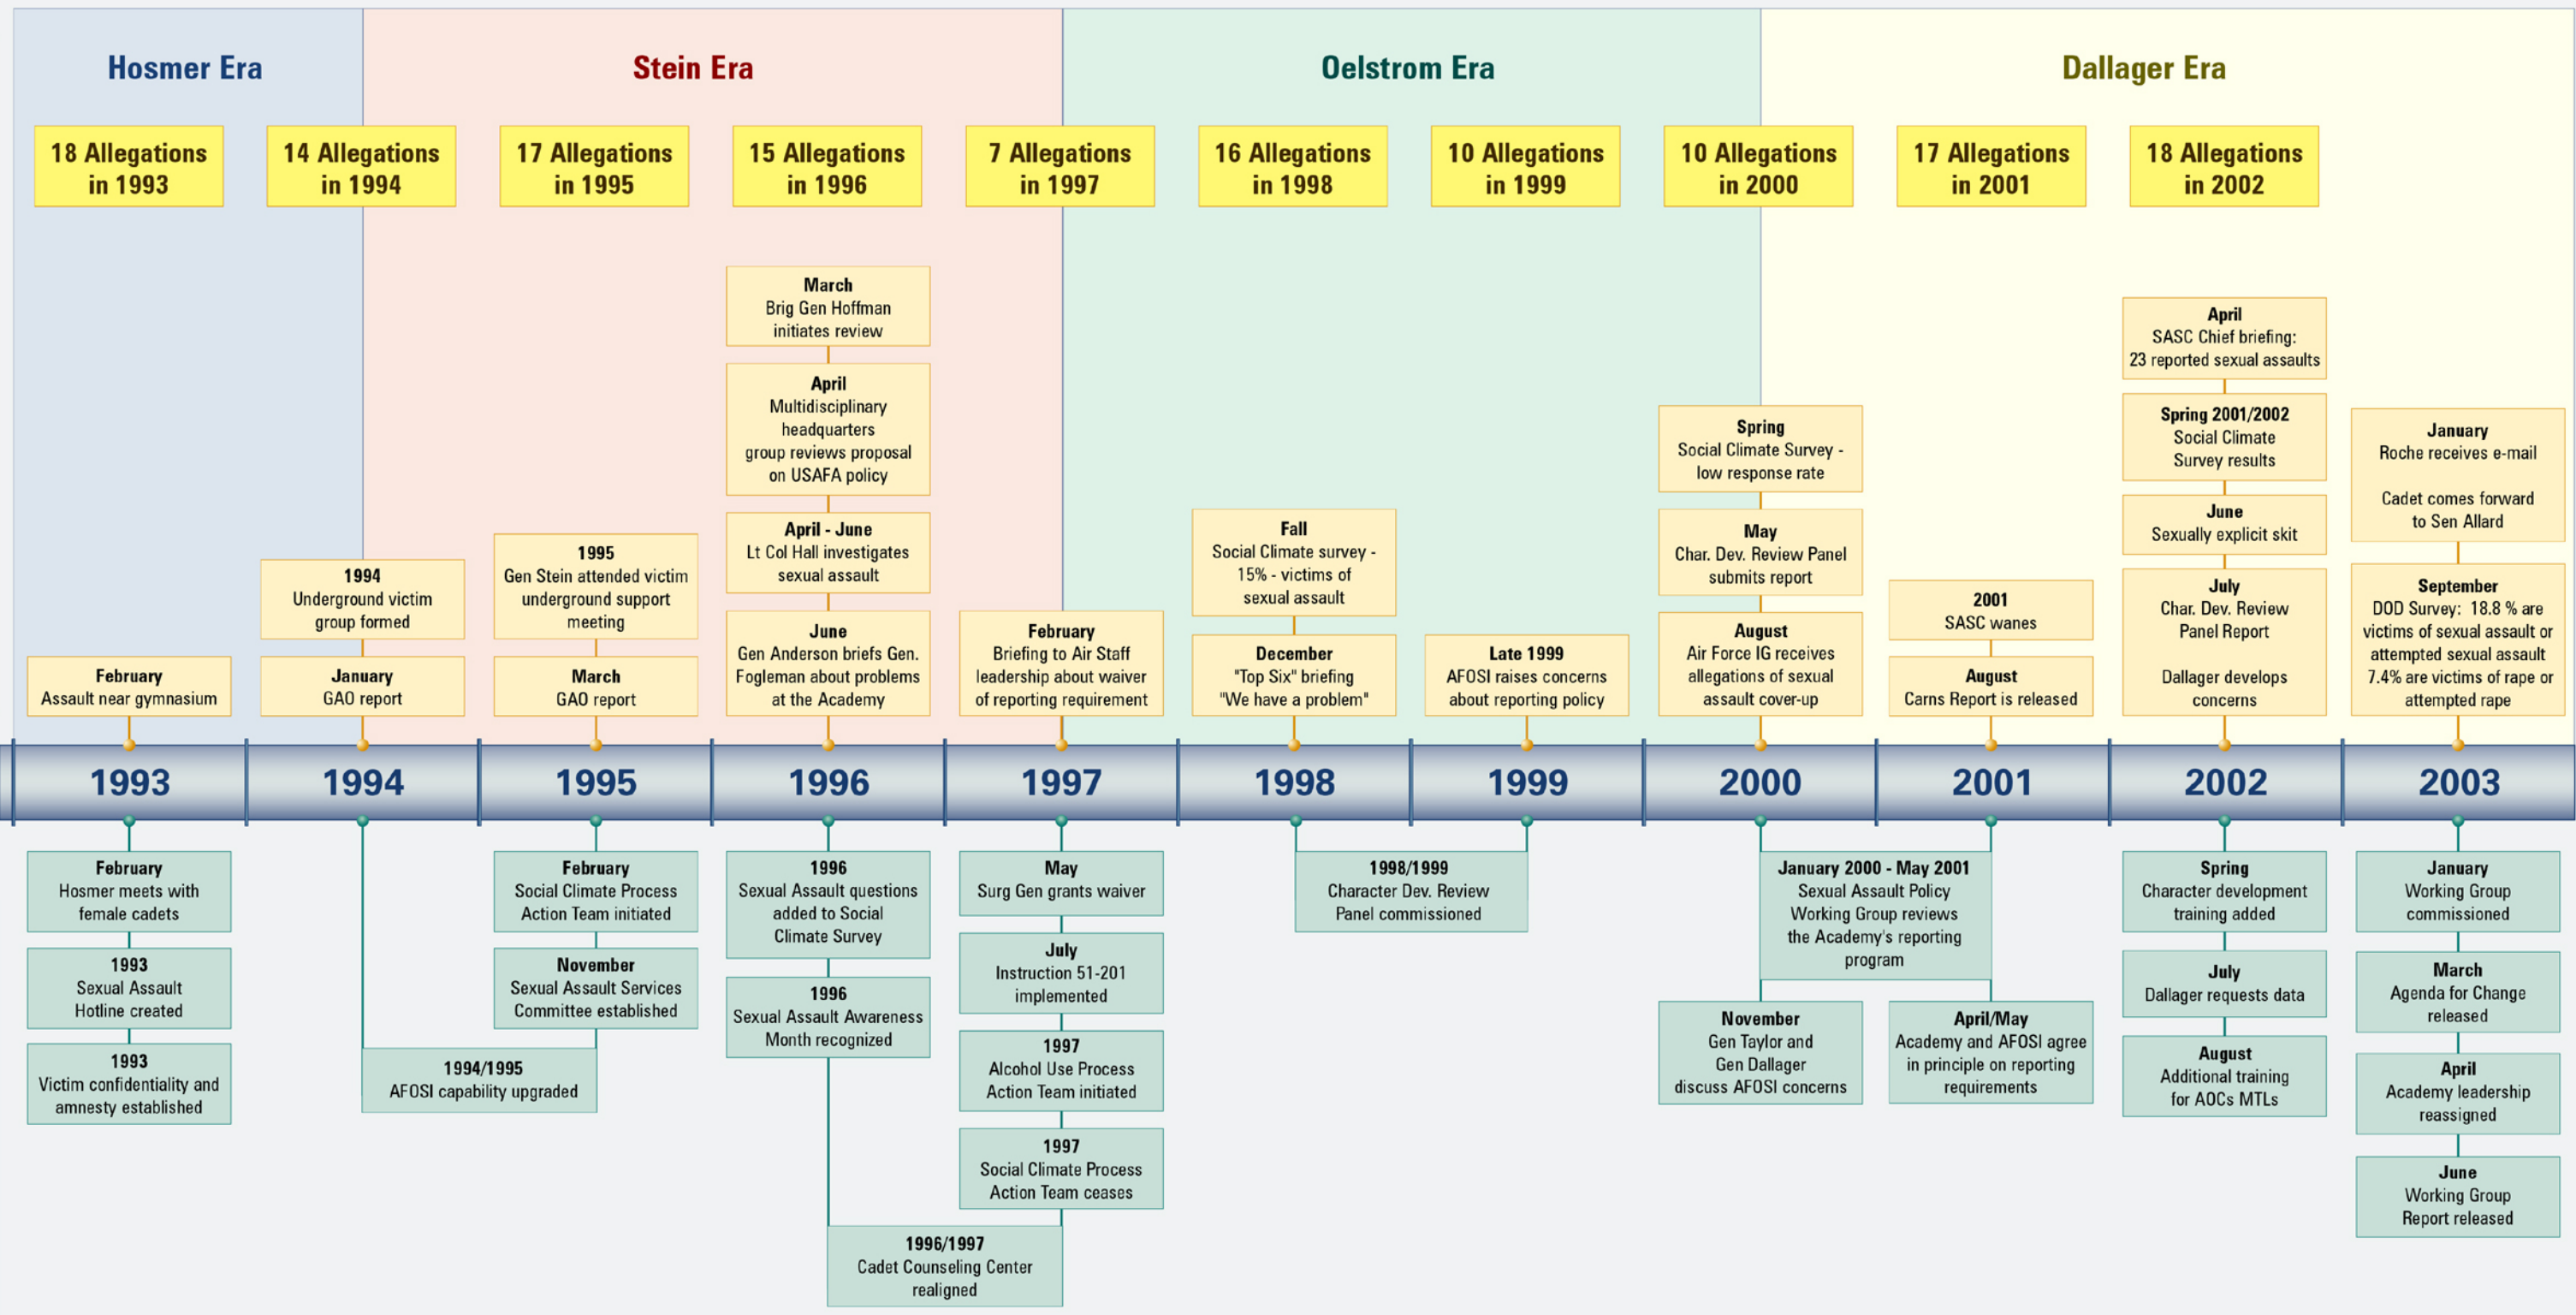 Hosmer Era
Stein Era
Oelstrom Era
Dallager Era
18 Allegations
in 1993
14 Allegations
in 1994
17 Allegations
in 1995
15 Allegations
in 1996
7 Allegations
in 1997
16 Allegations
in 1998
10 Allegations
in 1999
10 Allegations
in 2000
17 Allegations
in 2001
18 Allegations
in 2002
February
Assault near gymnasium
1994
Underground victim
group formed
January
GAO report
1995
Gen Stein attended victim
underground support
meeting
March
GAO report
March
Brig Gen Hoffman
initiates review
April
Multidisciplinary
headquarters
group reviews proposal
on USAFA policy
April - June
Lt Col Hall investigates
sexual assault
June
Gen Anderson briefs Gen.
Fogleman about problems
at the Academy
February
Briefing to Air Staff
leadership about waiver
of reporting requirement
Fall
Social Climate survey -
15% - victims of
sexual assault
December
"Top Six" briefing
"We have a problem"
Late 1999
AFOSI raises concerns
about reporting policy
Spring
Social Climate Survey -
low response rate
May
Char. Dev. Review Panel
submits report
August
Air Force IG receives
allegations of sexual
assault cover-up
2001
SASC wanes
August
Carns Report is released
April
SASC Chief briefing:
23 reported sexual assaults
Spring 2001/2002
Social Climate
Survey results
June
Sexually explicit skit
July
Char. Dev. Review
Panel Report
Dallager develops
concerns
January
Roche receives e-mail
Cadet comes forward
to Sen Allard
September
DOD Survey: 18.8 % are
victims of sexual assault or
attempted sexual assault
7.4% are victims of rape or
attempted rape
1993
1994
1995
1996
1997
1998
1999
2000
2001
2002
2003
February
Hosmer meets with
female cadets
1993
Sexual Assault
Hotline created
1993
Victim confidentiality and
amnesty established
1994/1995
AFOSI capability upgraded
February
Social Climate Process
Action Team initiated
November
Sexual Assault Services
Committee established
1996
Sexual Assault questions
added to Social
Climate Survey
1996
Sexual Assault Awareness
Month recognized
1996/1997
Cadet Counseling Center
realigned
May
Surg Gen grants waiver
July
Instruction 51-201
implemented
1997
Alcohol Use Process
Action Team initiated
1997
Social Climate Process
Action Team ceases
1998/1999
Character Dev. Review
Panel commissioned
January 2000 - May 2001
Sexual Assault Policy
Working Group reviews
the Academy's reporting
program
November
Gen Taylor and
Gen Dallager
discuss AFOSI concerns
April/May
Academy and AFOSI agree
in principle on reporting
requirements
Spring
Character development
training added
July
Dallager requests data
August
Additional training
for AOCs MTLs
January
Working Group
commissioned
March
Agenda for Change
released
April
Academy leadership
reassigned
June
Working Group
Report released